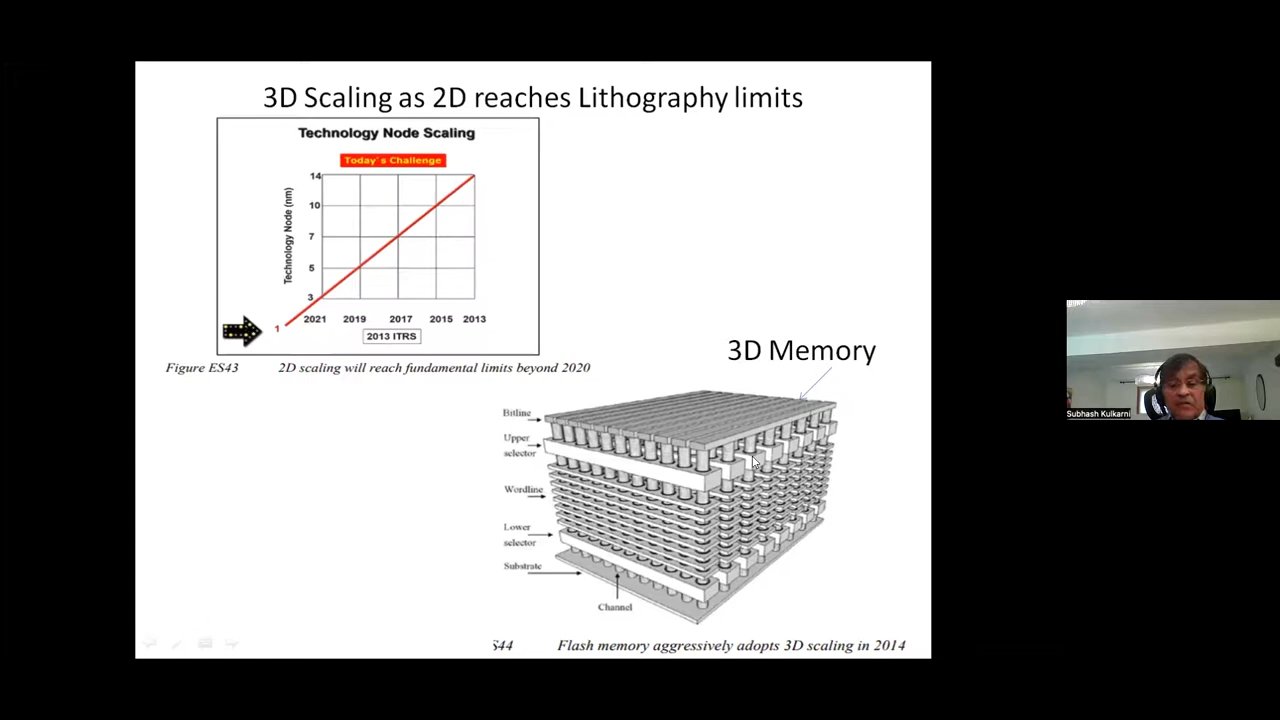 3D Scaling as 2D reaches Lithography limits
Technology Node Scaling
Today´s Challenge
Technology Node (nm)
14
10
7
5
3
1
2021 2019 2017 2015 2013
2013 ITRS
Figure ES43 2D scaling will reach fundamental limits beyond 2020
3D Memory
Bitline
Upper
selector
Wordline
Lower
selector
Substrate
Channel
S44 Flash memory aggressively adopts 3D scaling in 2014
Subhash Kulkarni